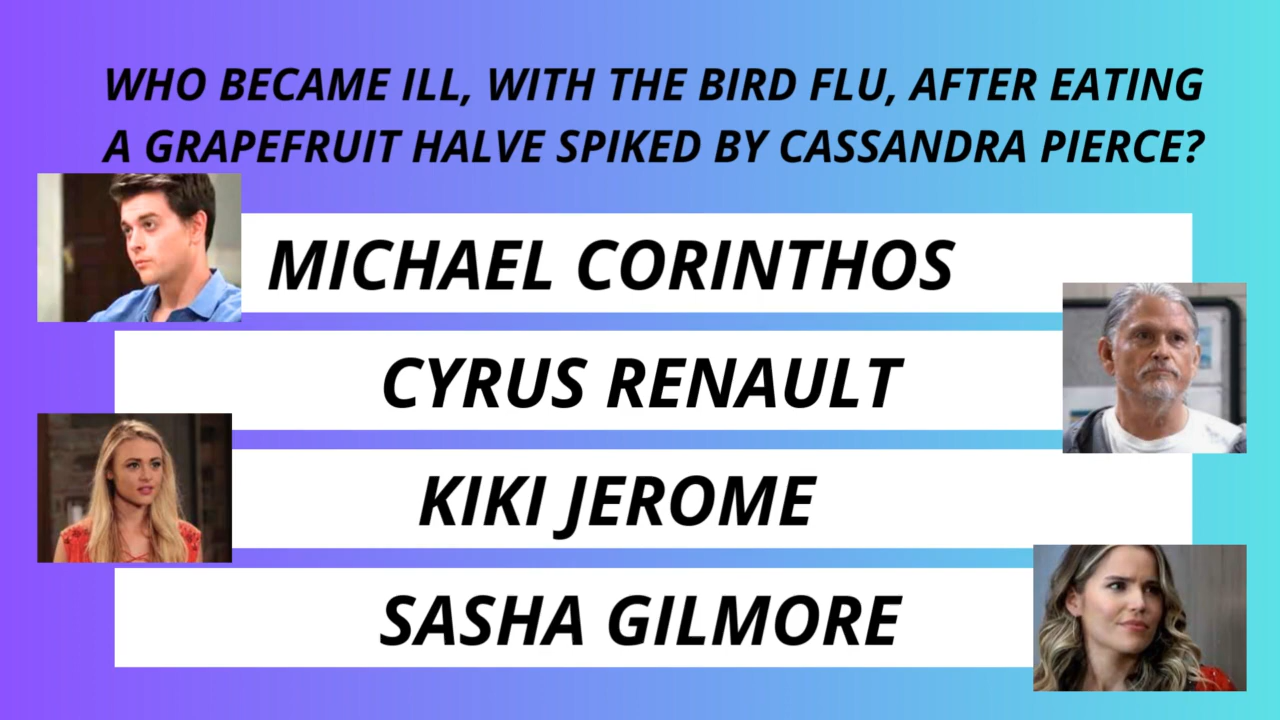 WHO BECAME ILL, WITH THE BIRD FLU, AFTER EATING
A GRAPEFRUIT HALVE SPIKED BY CASSANDRA PIERCE?
MICHAEL CORINTHOS
CYRUS RENAULT
KIKI JEROME
SASHA GILMORE